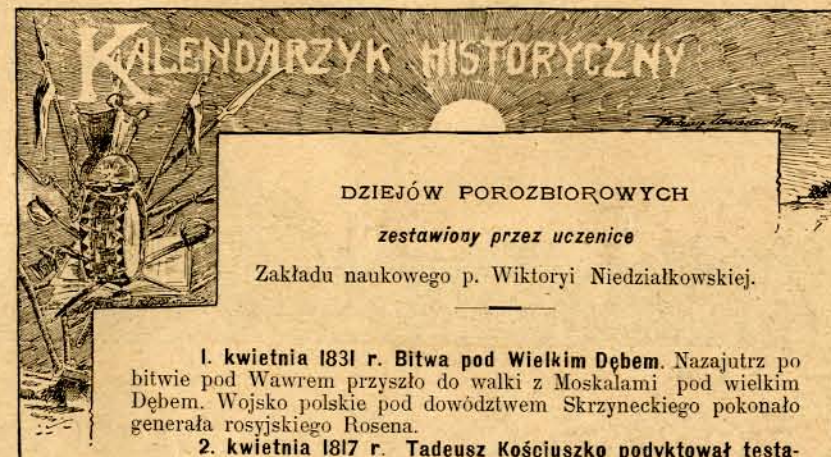 KALENDARZYK HISTORYCZNY
DZIEJÓW POROZBIOROWYCH
zestawiony przez uczenice
Zakładu naukowego p. Wiktoryi Niedziałkowskiej.
1. kwietnia 1831 r. Bitwa pod Wielkim Dębem. Nazajutrz po
bitwie pod Wawrem przyszło do walki z Moskalami pod wielkim
Dębem. Wojsko polskie pod dowództwem Skrzyneckiego pokonało
generała rosyjskiego Rosena.
2. kwietnia 1817 r. Tadeusz Kościuszko podyktował testa-